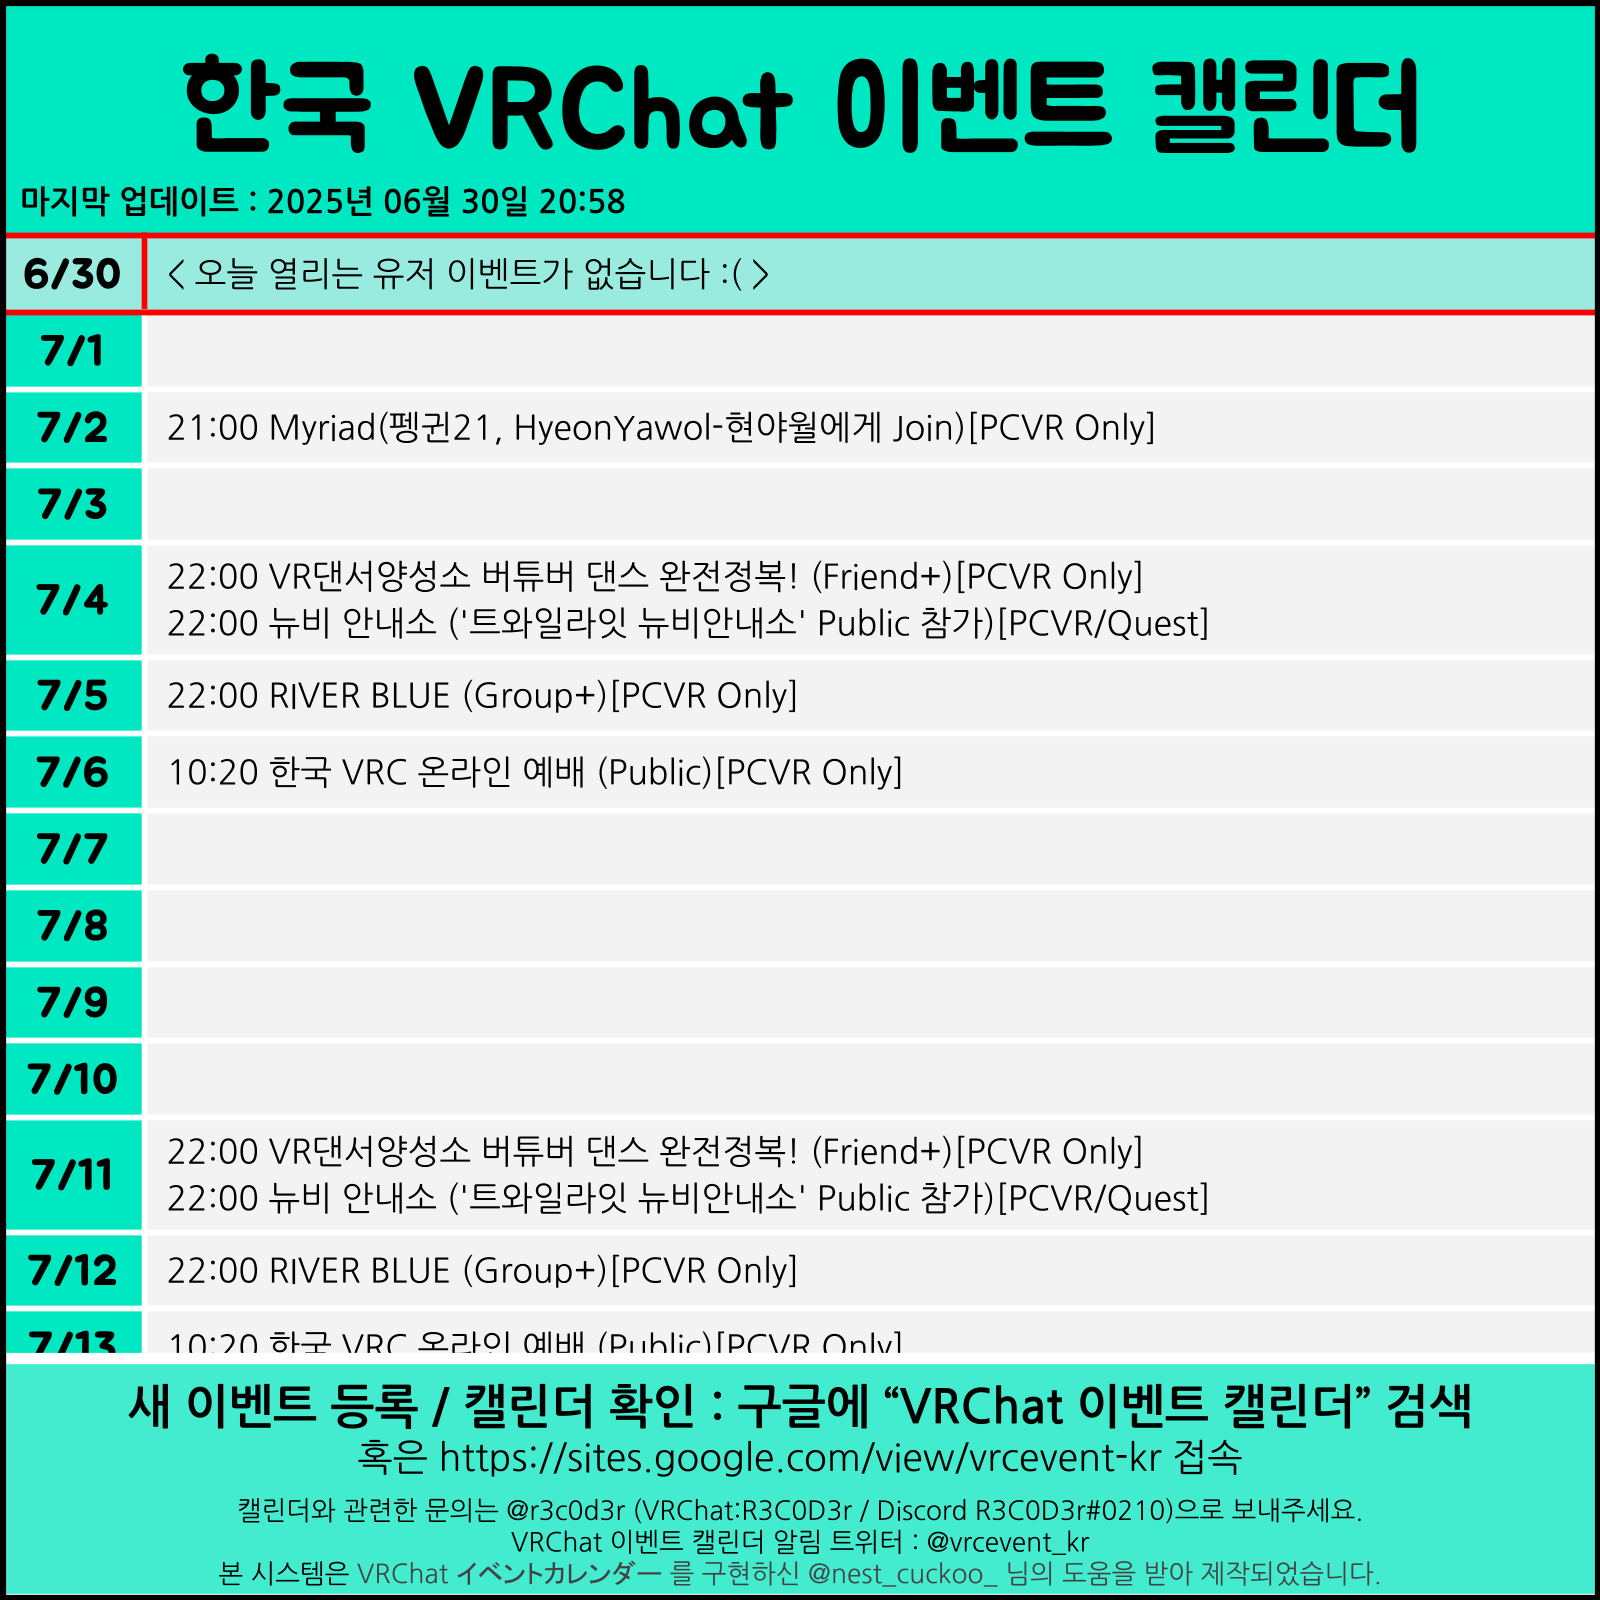 한국 VRChat 이벤트 캘린더
마지막 업데이트 : 2025년 06월 30일 20:58
6/30 < 오늘 열리는 유저 이벤트가 없습니다 :( >
7/1
7/2 21:00 Myriad(펭귄21, HyeonYawol-현야월에게 Join)[PCVR Only]
7/3
7/4 22:00 VR댄서양성소 버튜버 댄스 완전정복! (Friend+)[PCVR Only]
22:00 뉴비 안내소 ('트와일라잇 뉴비안내소' Public 참가)[PCVR/Quest]
7/5 22:00 RIVER BLUE (Group+)[PCVR Only]
7/6 10:20 한국 VRC 온라인 예배 (Public)[PCVR Only]
7/7
7/8
7/9
7/10
7/11 22:00 VR댄서양성소 버튜버 댄스 완전정복! (Friend+)[PCVR Only]
22:00 뉴비 안내소 ('트와일라잇 뉴비안내소' Public 참가)[PCVR/Quest]
7/12 22:00 RIVER BLUE (Group+)[PCVR Only]
7/13 10:20 한국 VRC 온라인 예배 (Public)[PCVR Only]
새 이벤트 등록 / 캘린더 확인 : 구글에 “VRChat 이벤트 캘린더” 검색
혹은 https://sites.google.com/view/vrcevent-kr 접속
캘린더와 관련한 문의는 @r3c0d3r (VRChat:R3C0D3r / Discord R3C0D3r#0210)으로 보내주세요.
VRChat 이벤트 캘린더 알림 트위터 : @vrcevent_kr
본 시스템은 VRChat イベントカレンダー 를 구현하신 @nest_cuckoo_ 님의 도움을 받아 제작되었습니다.